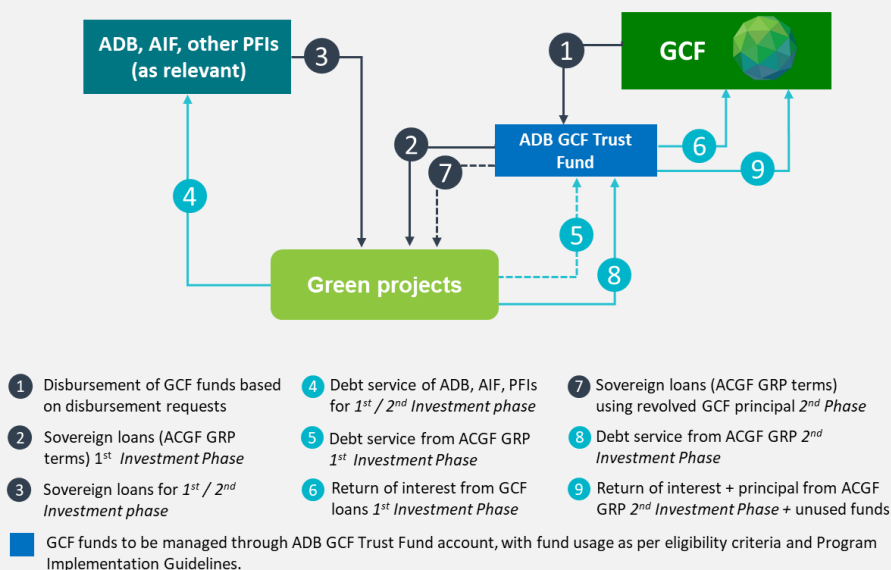 ADB, AIF, other PFIs
(as relevant)
3
1
GCF
ADB GCF Trust
Fund
2
7
6
9
4
5
8
Green projects
1 Disbursement of GCF funds based
on disbursement requests
2 Sovereign loans (ACGF GRP
terms) 1st Investment Phase
3 Sovereign loans for 1st / 2nd
Investment phase
4 Debt service of ADB, AIF, PFIs
for 1st / 2nd Investment phase
5 Debt service from ACGF GRP
1st Investment Phase
6 Return of interest from GCF
loans 1st Investment Phase
7 Sovereign loans (ACGF GRP terms)
using revolved GCF principal 2nd Phase
8 Debt service from ACGF GRP 2nd
Investment Phase
9 Return of interest + principal from ACGF
GRP 2nd Investment Phase + unused funds
GCF funds to be managed through ADB GCF Trust Fund account, with fund usage as per eligibility criteria and Program
Implementation Guidelines.